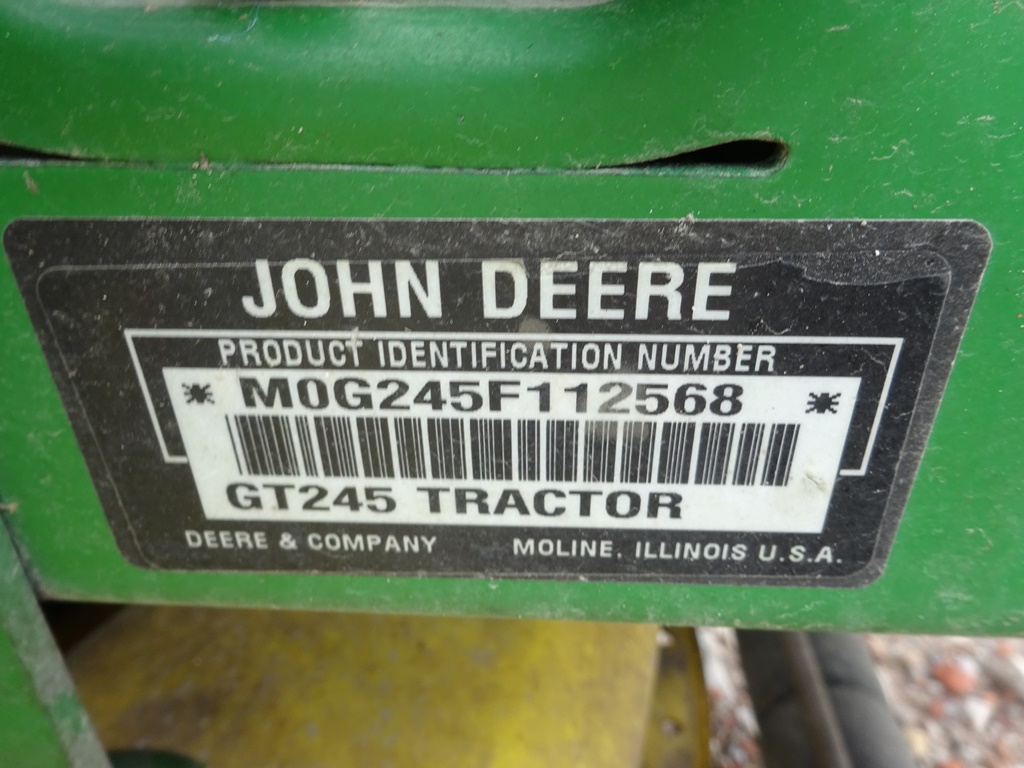 JOHN DEERE
PRODUCT IDENTIFICATION NUMBER
* M0G245F112568 *
GT245 TRACTOR
DEERE & COMPANY MOLINE, ILLINOIS U.S.A.